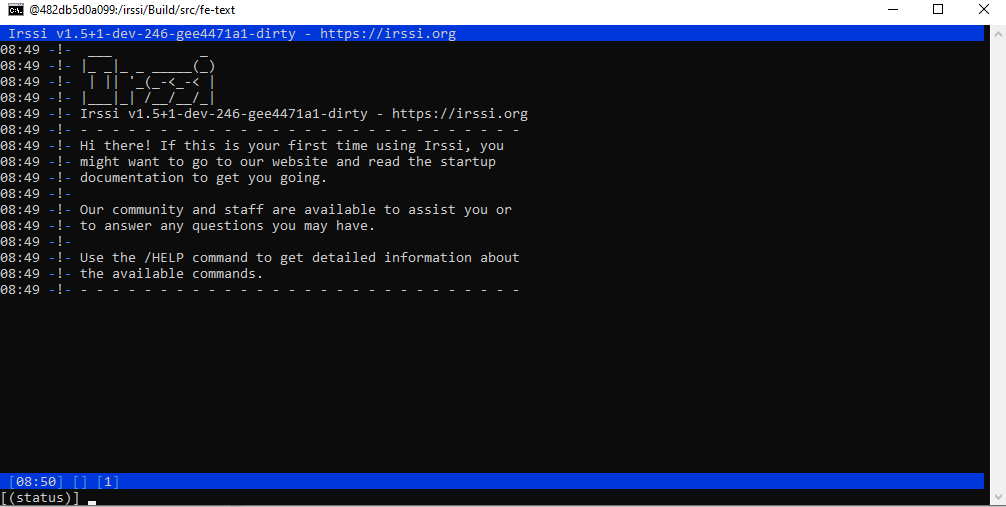 @482db5d0a099:/irssi/Build/src/fe-text
Irssi v1.5+1-dev-246-gee4471a1-dirty - https://irssi.org
08:49 -!-  ___           _
08:49 -!- |_ _|_ _ _____(_)
08:49 -!-  | || '_(_-<_-< |
08:49 -!- |___|_| /__/__/_|
08:49 -!- Irssi v1.5+1-dev-246-gee4471a1-dirty - https://irssi.org
08:49 -!- - - - - - - - - - - - - - - - - - - - - - - - - - - - -
08:49 -!- Hi there! If this is your first time using Irssi, you
08:49 -!- might want to go to our website and read the startup
08:49 -!- documentation to get you going.
08:49 -!-
08:49 -!- Our community and staff are available to assist you or
08:49 -!- to answer any questions you may have.
08:49 -!-
08:49 -!- Use the /HELP command to get detailed information about
08:49 -!- the available commands.
08:49 -!- - - - - - - - - - - - - - - - - - - - - - - - - - - - -
[08:50] [] [1]
[(status)]